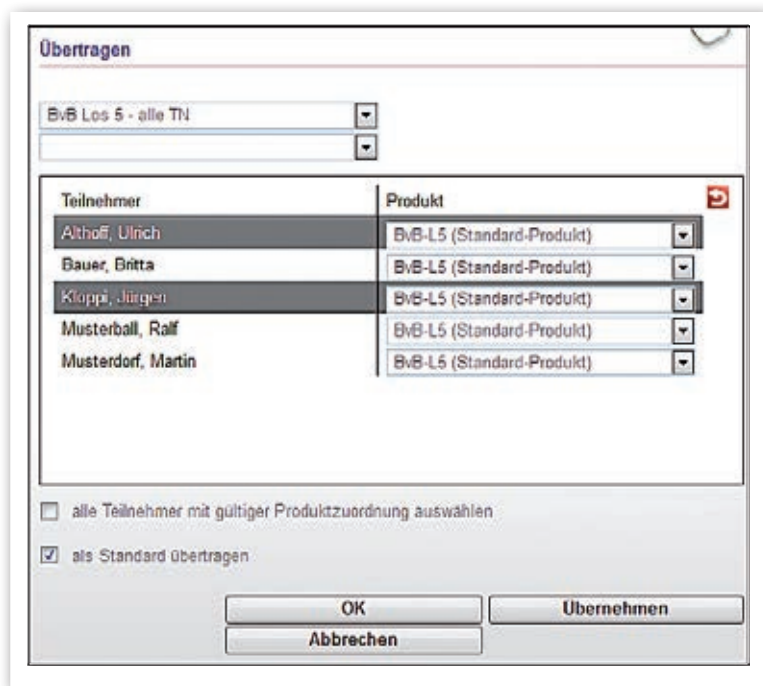 Übertragen
BvB Los 5 - alle TN
Teilnehmer Produkt
Althoff, Ulrich BvB-L5 (Standard-Produkt)
Bauer, Britta BvB-L5 (Standard-Produkt)
Kloppi, Jürgen BvB-L5 (Standard-Produkt)
Musterball, Ralf BvB-L5 (Standard-Produkt)
Musterdorf, Martin BvB-L5 (Standard-Produkt)
alle Teilnehmer mit gültiger Produktzuordnung auswählen
als Standard übertragen
OK Übernehmen
Abbrechen